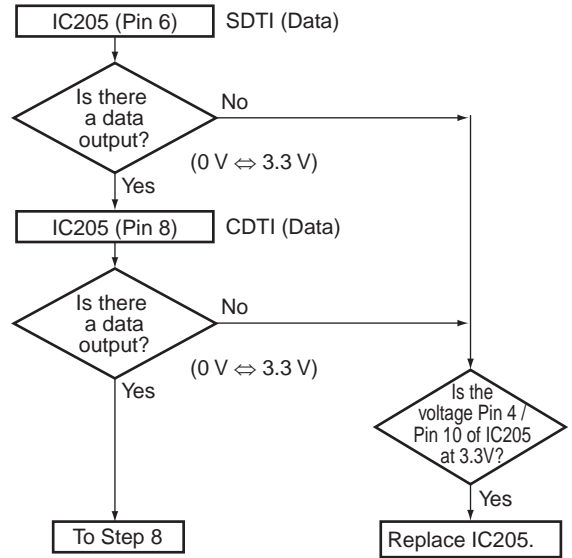 IC205 (Pin 6) SDTI (Data)
Is there
a data
output?
No
(0 V ⇔ 3.3 V)
Yes
IC205 (Pin 8) CDTI (Data)
Is there
a data
output?
No
(0 V ⇔ 3.3 V)
Yes
Is the
voltage Pin 4 /
Pin 10 of IC205
at 3.3V?
Yes
To Step 8
Replace IC205.